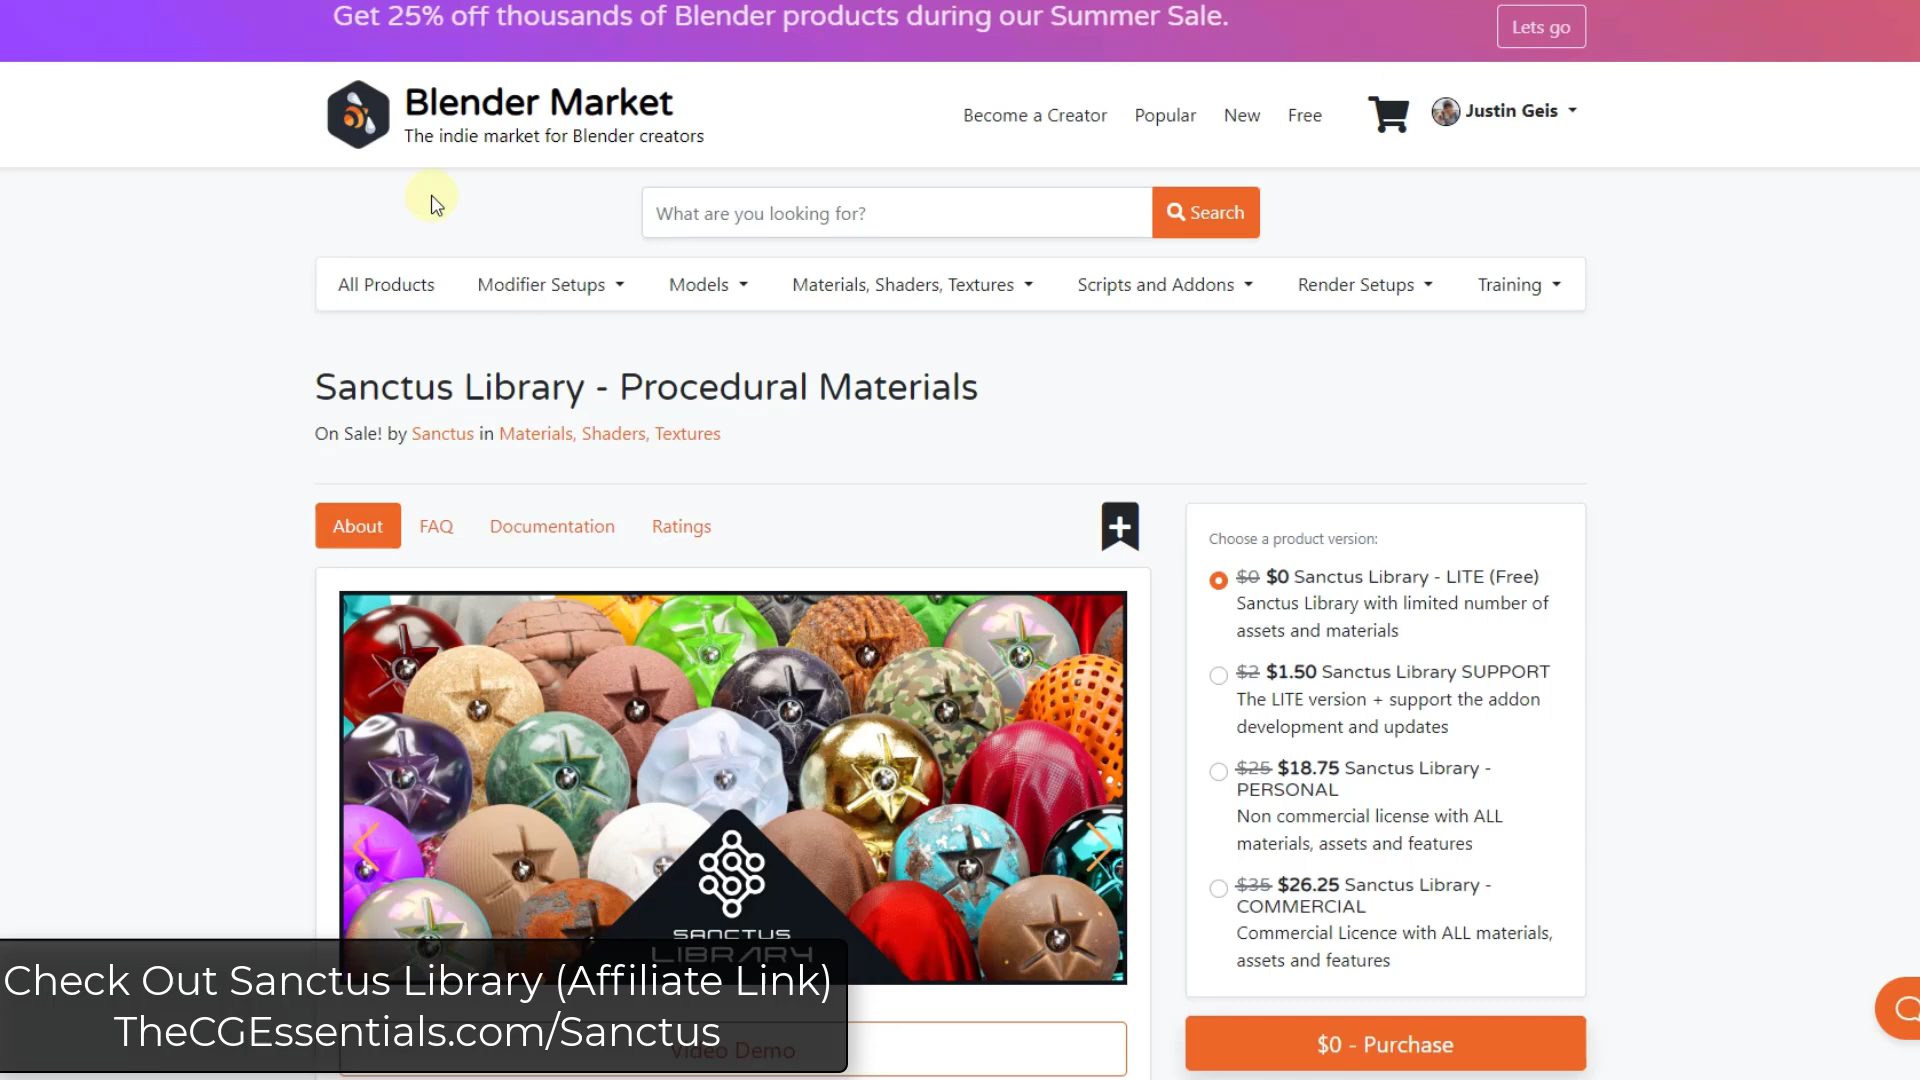 Get 25% off thousands of Blender products during our Summer Sale.
Lets go
Blender Market
The indie market for Blender creators
Become a Creator
Popular
New
Free
Justin Geis
What are you looking for?
Search
All Products
Modifier Setups
Models
Materials, Shaders, Textures
Scripts and Addons
Render Setups
Training
Sanctus Library - Procedural Materials
On Sale! by Sanctus in Materials, Shaders, Textures
About
FAQ
Documentation
Ratings
Choose a product version:
$0 $0 Sanctus Library - LITE (Free)
Sanctus Library with limited number of
assets and materials
$2 $1.50 Sanctus Library SUPPORT
The LITE version + support the addon
development and updates
$25 $18.75 Sanctus Library -
PERSONAL
Non commercial license with ALL
materials, assets and features
$35 $26.25 Sanctus Library -
COMMERCIAL
Commercial Licence with ALL materials,
assets and features
$0 - Purchase
SANCTUS
LIBRARY
Check Out Sanctus Library (Affiliate Link)
TheCGEssentials.com/Sanctus
Video Demo